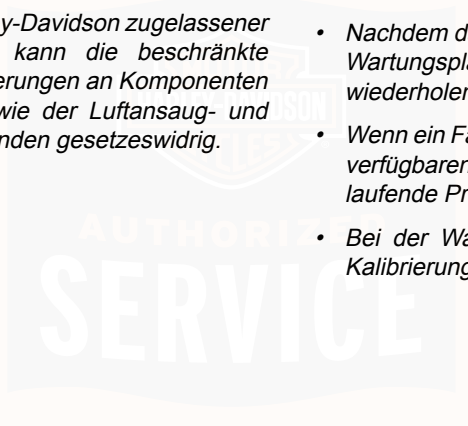 y-Davidson zugelassener
kann die beschränkte
erungen an Komponenten
wie der Luftansaug- und
nden gesetzeswidrig.
• Nachdem d
Wartungspla
wiederholen
• Wenn ein Fa
verfügbaren
laufende Pr
• Bei der Wa
Kalibrierung
AUTHORIZED
SERVICE